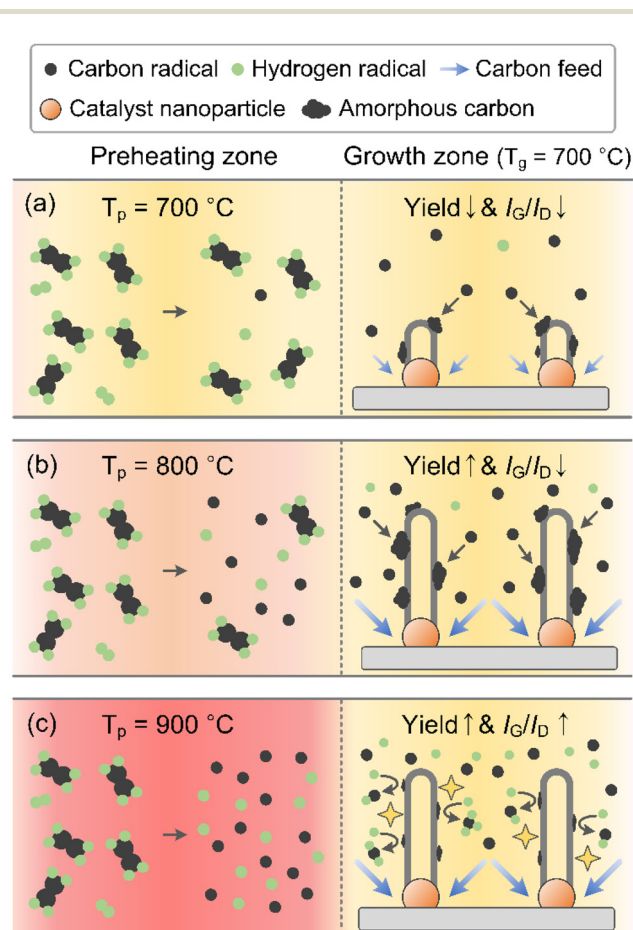 Carbon radical Hydrogen radical Carbon feed
Catalyst nanoparticle Amorphous carbon
Preheating zone Growth zone (Tg = 700 °C)
(a) Tp = 700 °C Yield ↓ & IG/ID ↓
(b) Tp = 800 °C Yield ↑ & IG/ID ↓
(c) Tp = 900 °C Yield ↑ & IG/ID ↑